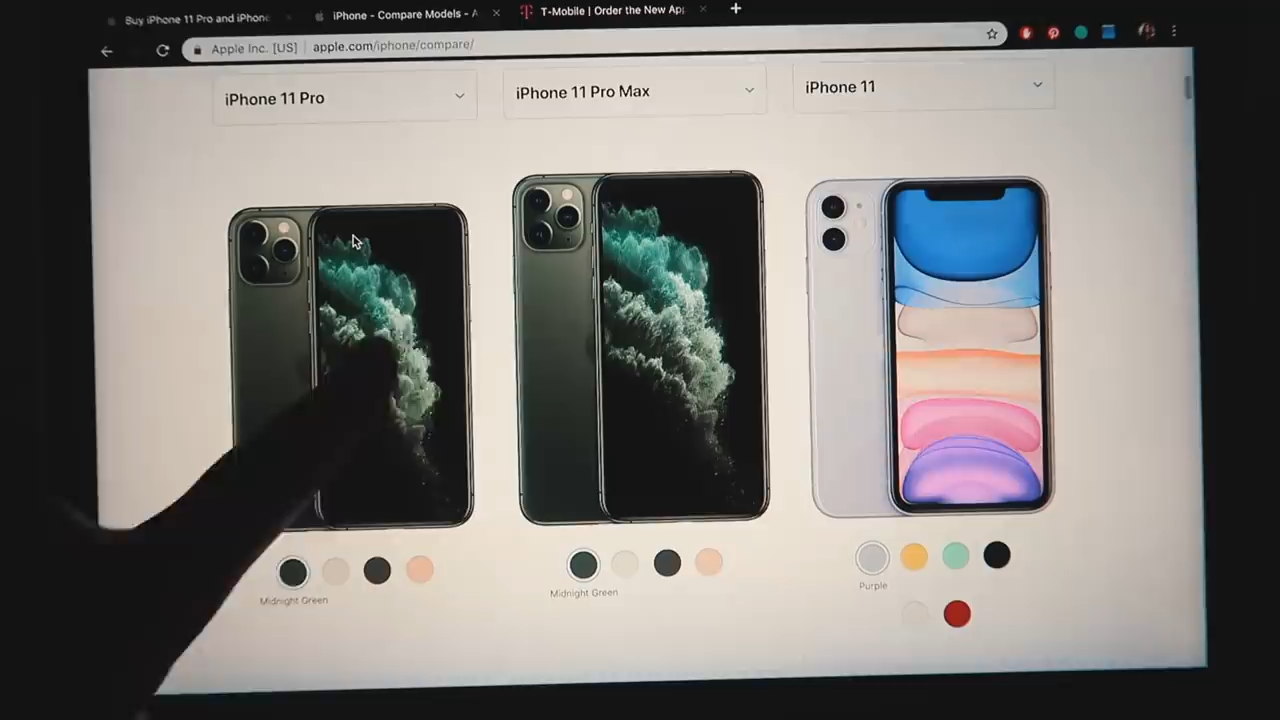 Buy iPhone 11 Pro and iPhone
iPhone - Compare Models - A
T-Mobile | Order the New App
Apple Inc. [US] | apple.com/iphone/compare/
iPhone 11 Pro
iPhone 11 Pro Max
iPhone 11
Midnight Green
Midnight Green
Purple